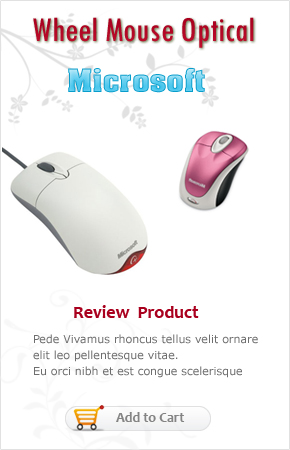 Wheel Mouse Optical
Microsoft
Microsoft
Review Product
Pede Vivamus rhoncus tellus velit ornare
elit leo pellentesque vitae.
Eu orci nibh et est congue scelerisque
Add to Cart